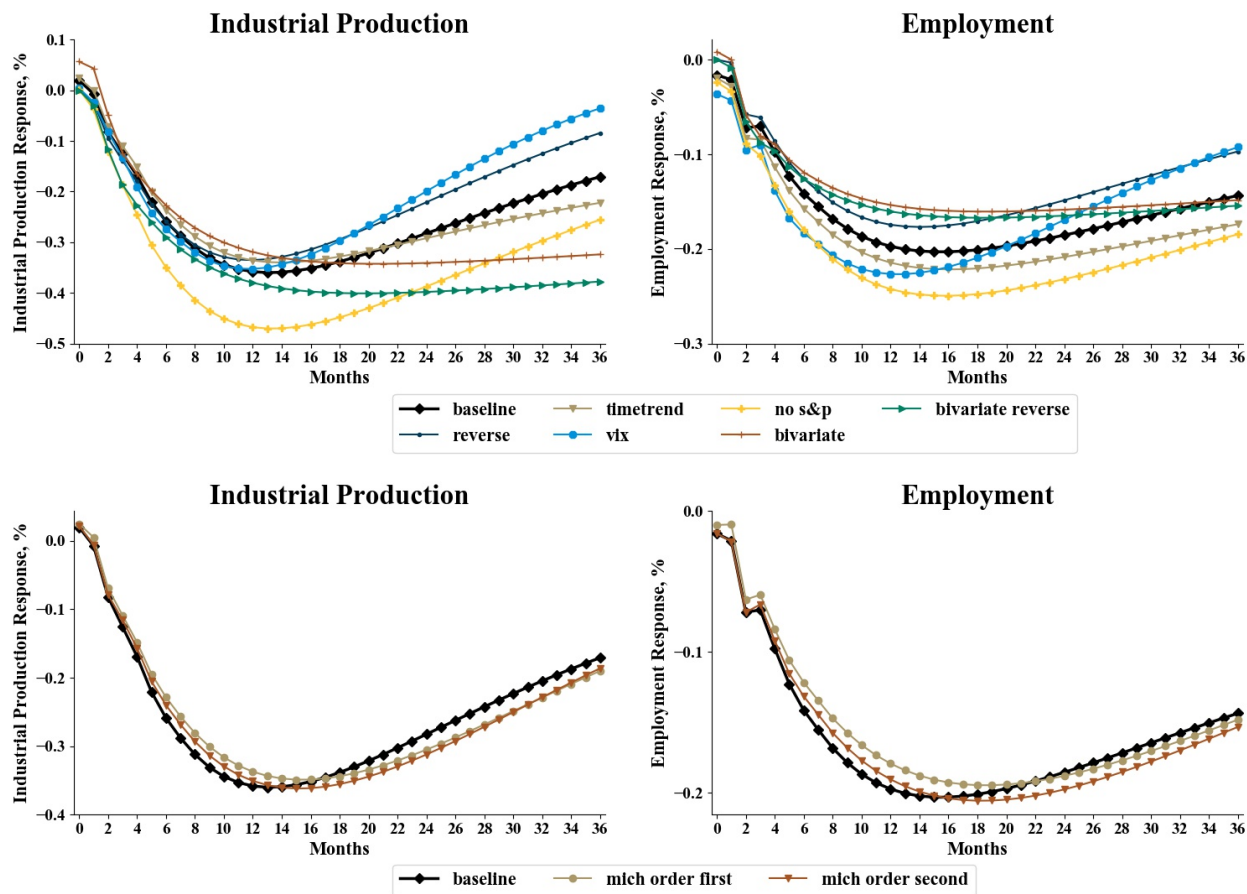 Industrial Production
Employment
Industrial Production Response, %
0.1
0.0
−0.1
−0.2
−0.3
−0.4
−0.5
0 2 4 6 8 10 12 14 16 18 20 22 24 26 28 30 32 34 36
Months
Employment Response, %
0.0
−0.1
−0.2
−0.3
0 2 4 6 8 10 12 14 16 18 20 22 24 26 28 30 32 34 36
Months
baseline timetrend no s&p bivariate reverse
reverse vix bivariate
Industrial Production
Employment
Industrial Production Response, %
0.0
−0.1
−0.2
−0.3
−0.4
0 2 4 6 8 10 12 14 16 18 20 22 24 26 28 30 32 34 36
Months
Employment Response, %
0.0
−0.1
−0.2
0 2 4 6 8 10 12 14 16 18 20 22 24 26 28 30 32 34 36
Months
baseline mich order first mich order second